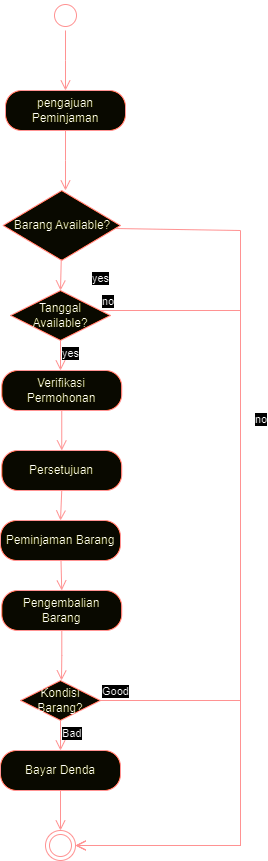 pengajuan
Peminjaman
Barang Available?
yes
Tanggal
Available?
no
yes
Verifikasi
Permohonan
no
Persetujuan
Peminjaman Barang
Pengembalian
Barang
Kondisi
Barang?
Good
Bad
Bayar Denda